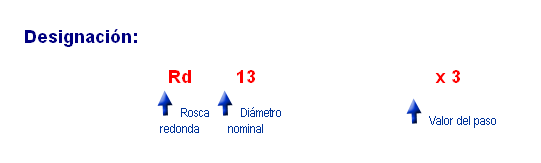 Designación:
Rd 13 x 3
Rosca redonda
Diámetro nominal
Valor del paso